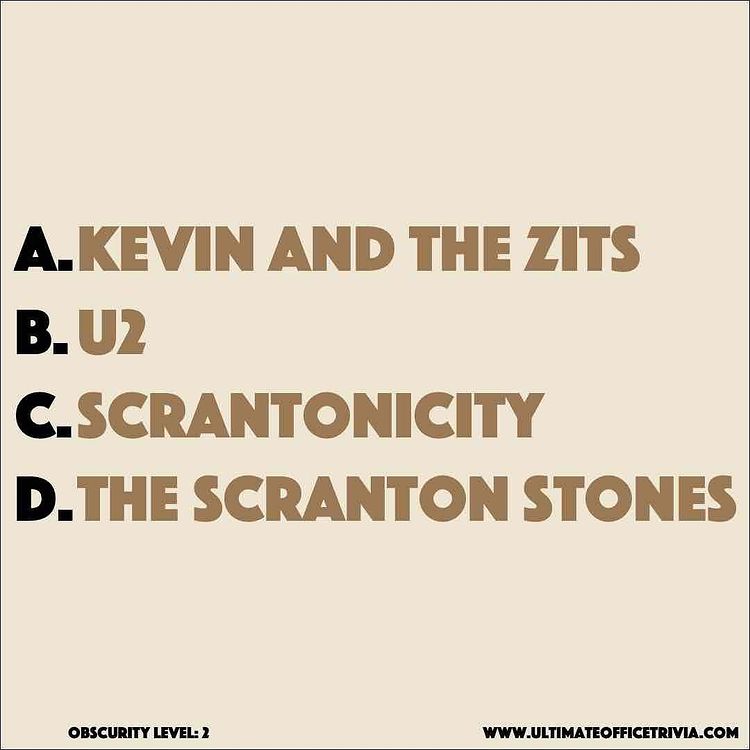 A. KEVIN AND THE ZITS
B. U2
C. SCRANTONICITY
D. THE SCRANTON STONES
OBSCURITY LEVEL: 2
WWW.ULTIMATEOFFICETRIVIA.COM